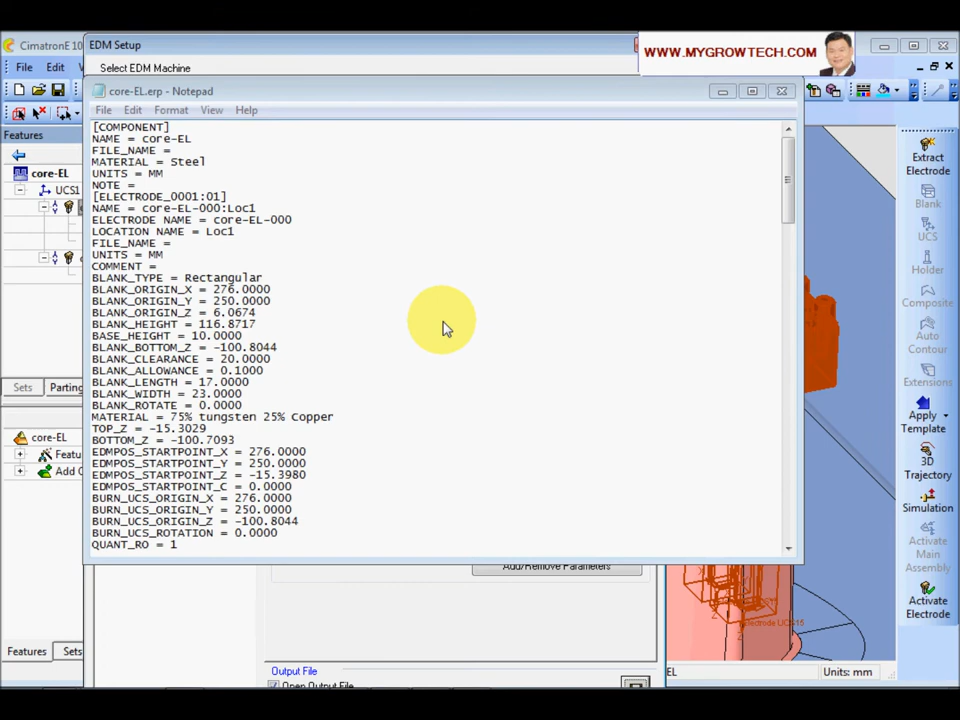 CimatronE 10
EDM Setup
WWW.MYGROWTECH.COM
File Edit
Select EDM Machine
core-EL.erp - Notepad
File Edit Format View Help
Features
core-EL
UCS1
[COMPONENT]
NAME = core-EL
FILE_NAME =
MATERIAL = Steel
UNITS = MM
NOTE =
[ELECTRODE_0001:01]
NAME = core-EL-000:Loc1
ELECTRODE NAME = core-EL-000
LOCATION NAME = Loc1
FILE_NAME =
UNITS = MM
COMMENT =
BLANK_TYPE = Rectangular
BLANK_ORIGIN_X = 276.0000
BLANK_ORIGIN_Y = 250.0000
BLANK_ORIGIN_Z = 6.0674
BLANK_HEIGHT = 116.8717
BASE_HEIGHT = 10.0000
BLANK_BOTTOM_Z = -100.8044
BLANK_CLEARANCE = 20.0000
BLANK_ALLOWANCE = 0.1000
BLANK_LENGTH = 17.0000
BLANK_WIDTH = 23.0000
BLANK_ROTATE = 0.0000
MATERIAL = 75% tungsten 25% Copper
TOP_Z = -15.3029
BOTTOM_Z = -100.7093
EDMPOS_STARTPOINT_X = 276.0000
EDMPOS_STARTPOINT_Y = 250.0000
EDMPOS_STARTPOINT_Z = -15.3980
EDMPOS_STARTPOINT_C = 0.0000
BURN_UCS_ORIGIN_X = 276.0000
BURN_UCS_ORIGIN_Y = 250.0000
BURN_UCS_ORIGIN_Z = -100.8044
BURN_UCS_ROTATION = 0.0000
QUANT_RO = 1
Sets Parting
core-EL
Featu
Add O
Features Sets
Add/Remove Parameters
Output File
Open Output File
Extract
Electrode
Blank
UCS
Holder
Composite
Auto
Contour
Extensions
Apply
Template
3D
Trajectory
Simulation
Activate
Main
Assembly
Activate
Electrode
EL
Units: mm